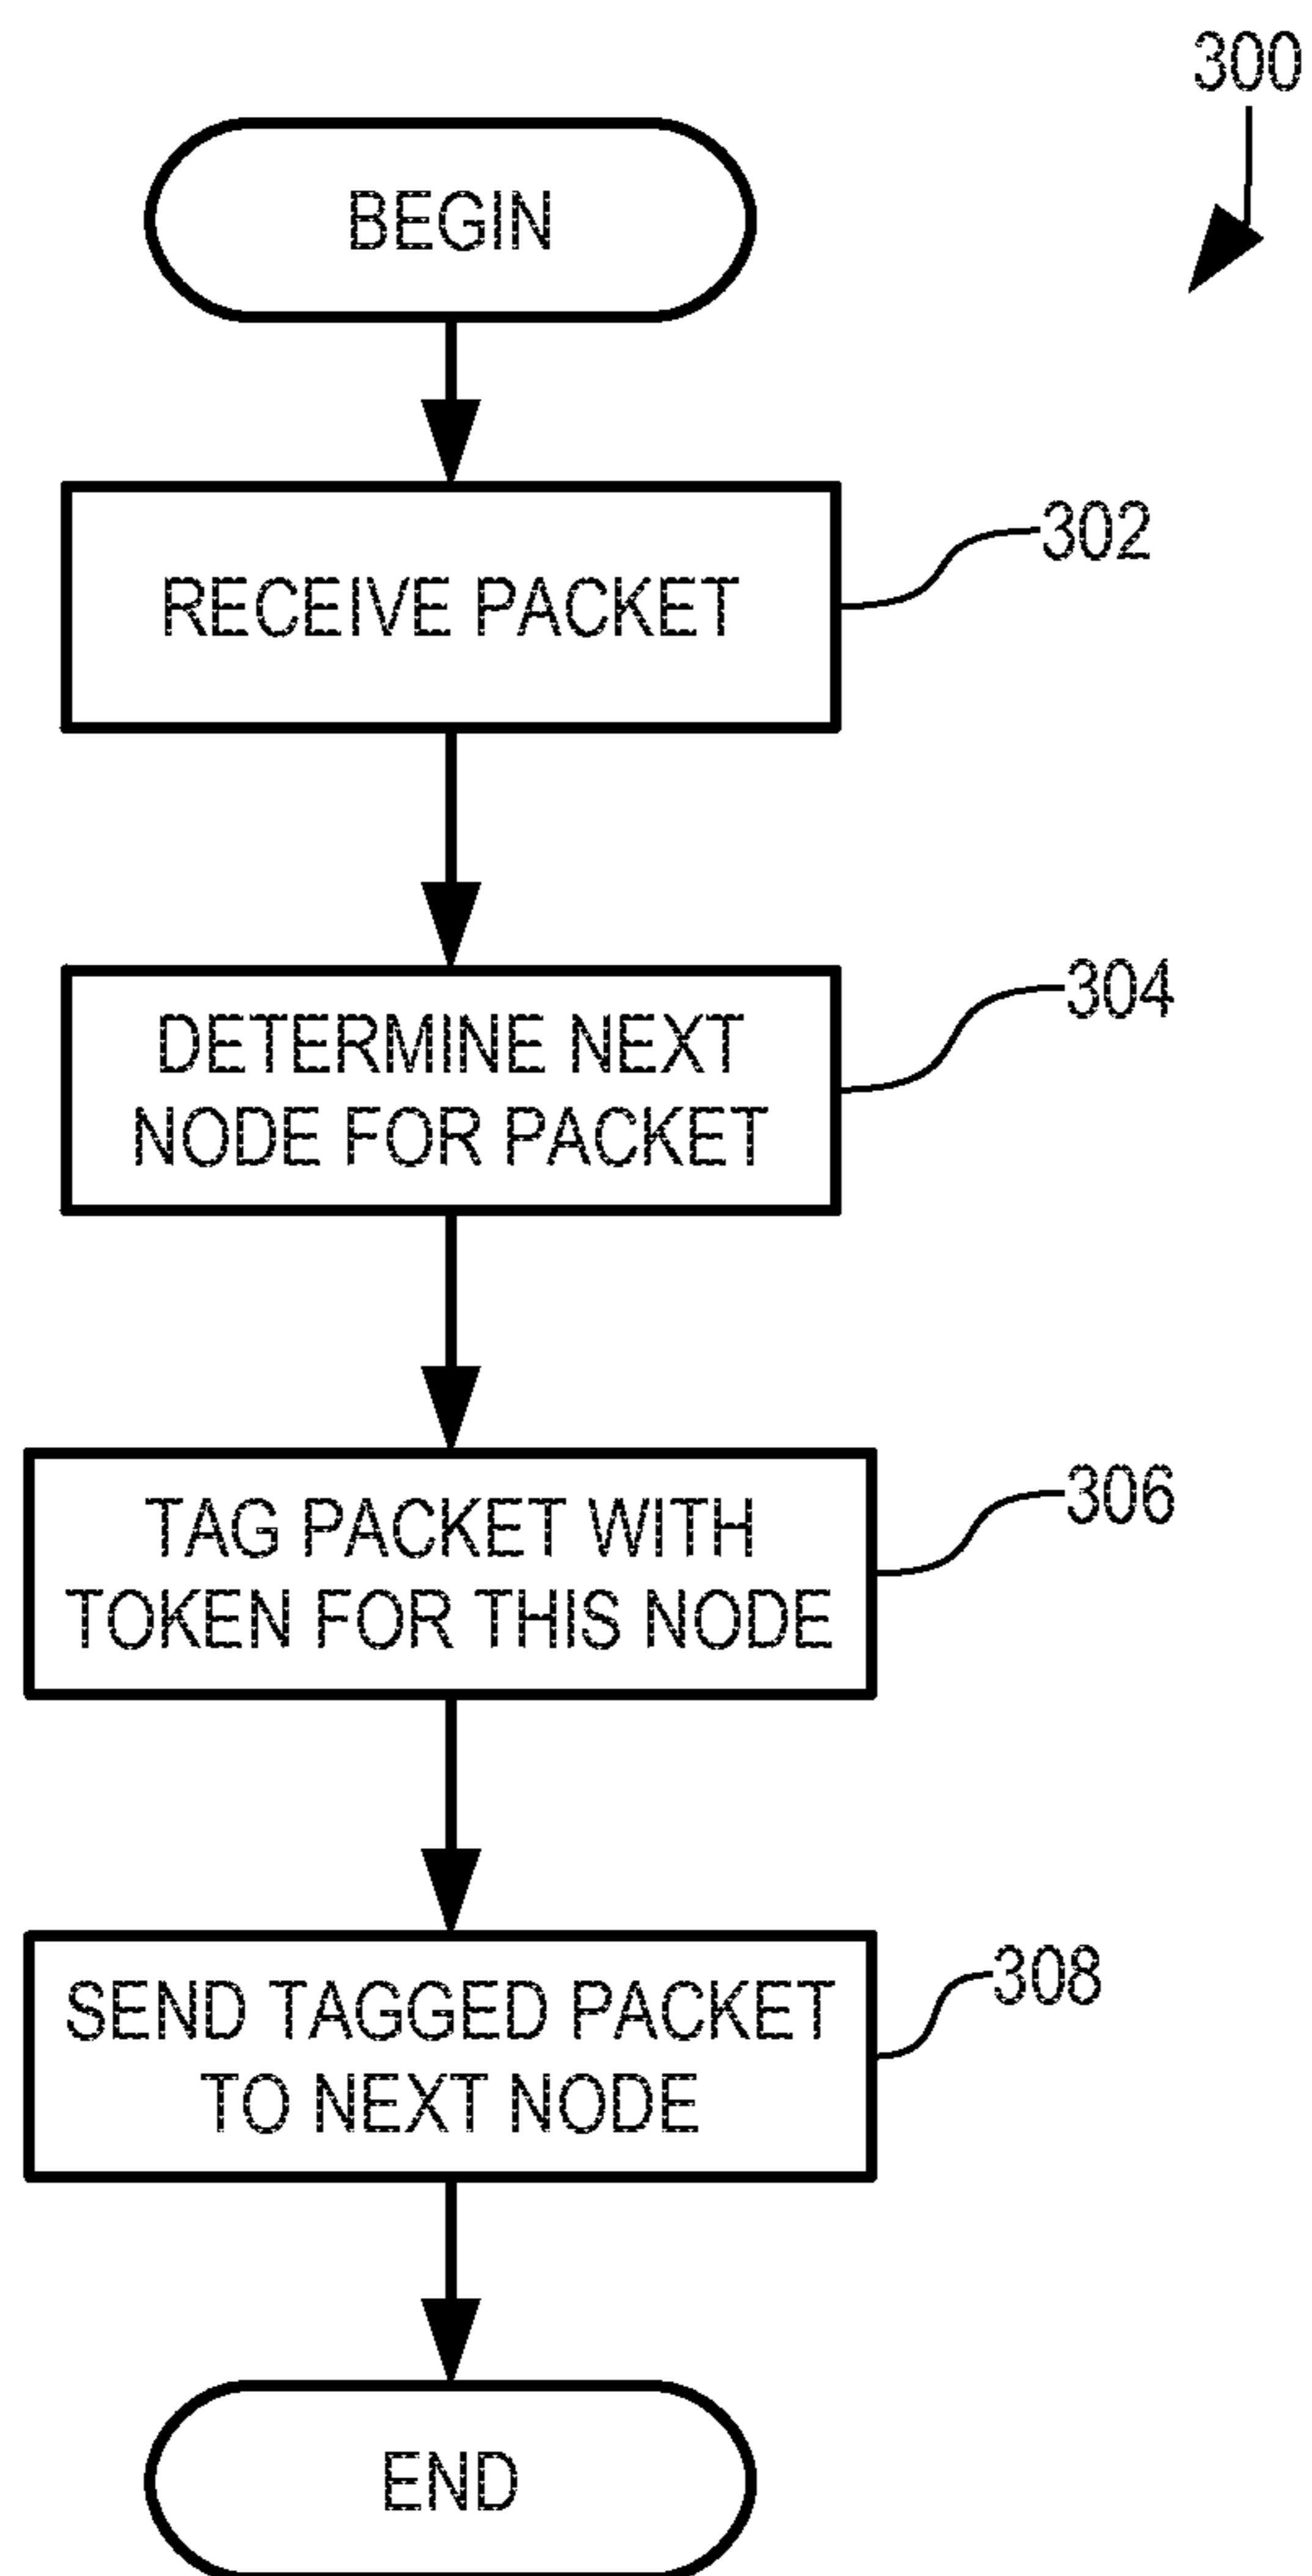 300
BEGIN
RECEIVE PACKET
302
DETERMINE NEXT
NODE FOR PACKET
304
TAG PACKET WITH
TOKEN FOR THIS NODE
306
SEND TAGGED PACKET
TO NEXT NODE
308
END